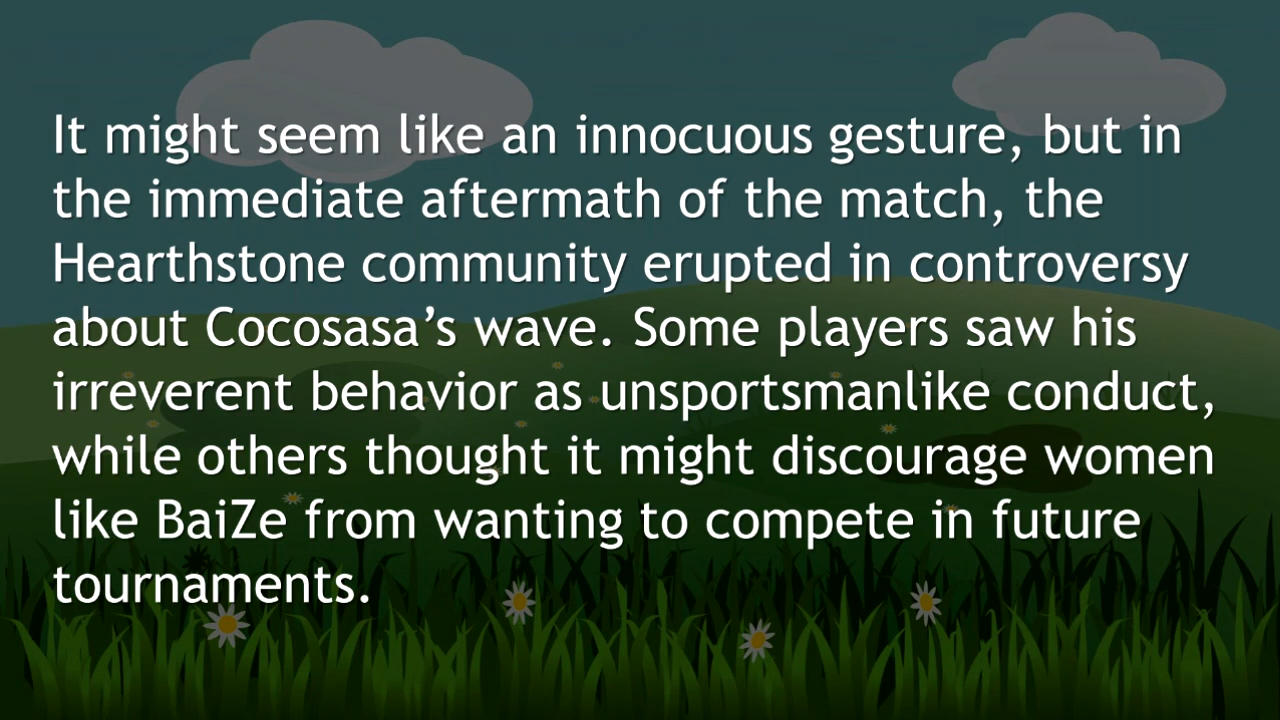 It might seem like an innocuous gesture, but in
the immediate aftermath of the match, the
Hearthstone community erupted in controversy
about Cocosasa’s wave. Some players saw his
irreverent behavior as unsportsmanlike conduct,
while others thought it might discourage women
like BaiZe from wanting to compete in future
tournaments.